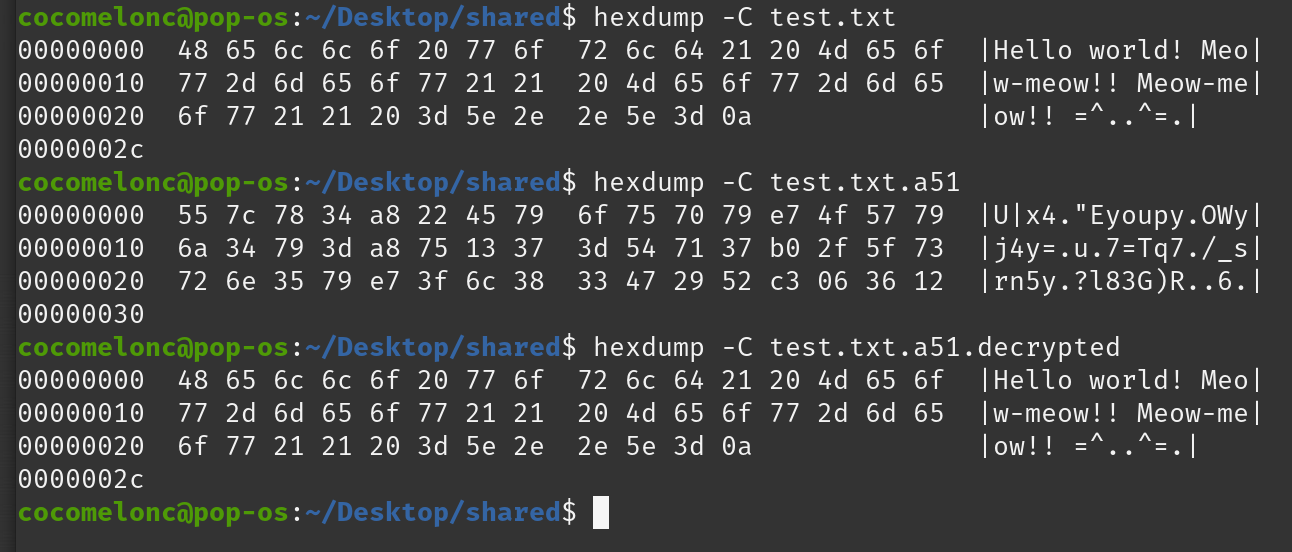 cocomelonc@pop-os:~/Desktop/shared$ hexdump -C test.txt
00000000  48 65 6c 6c 6f 20 77 6f  72 6c 64 21 20 4d 65 6f  |Hello world! Meo|
00000010  77 2d 6d 65 6f 77 21 21  20 4d 65 6f 77 2d 6d 65  |w-meow!! Meow-me|
00000020  6f 77 21 21 20 3d 5e 2e  2e 5e 3d 0a              |ow!! =^..^=.|
0000002c
cocomelonc@pop-os:~/Desktop/shared$ hexdump -C test.txt.a51
00000000  55 7c 78 34 a8 22 45 79  6f 75 70 79 e7 4f 57 79  |U|x4."Eyoupy.OWy|
00000010  6a 34 79 3d a8 75 13 37  3d 54 71 37 b0 2f 5f 73  |j4y=.u.7=Tq7./_s|
00000020  72 6e 35 79 e7 3f 6c 38  33 47 29 52 c3 06 36 12  |rn5y.?l83G)R..6.|
00000030
cocomelonc@pop-os:~/Desktop/shared$ hexdump -C test.txt.a51.decrypted
00000000  48 65 6c 6c 6f 20 77 6f  72 6c 64 21 20 4d 65 6f  |Hello world! Meo|
00000010  77 2d 6d 65 6f 77 21 21  20 4d 65 6f 77 2d 6d 65  |w-meow!! Meow-me|
00000020  6f 77 21 21 20 3d 5e 2e  2e 5e 3d 0a              |ow!! =^..^=.|
0000002c
cocomelonc@pop-os:~/Desktop/shared$